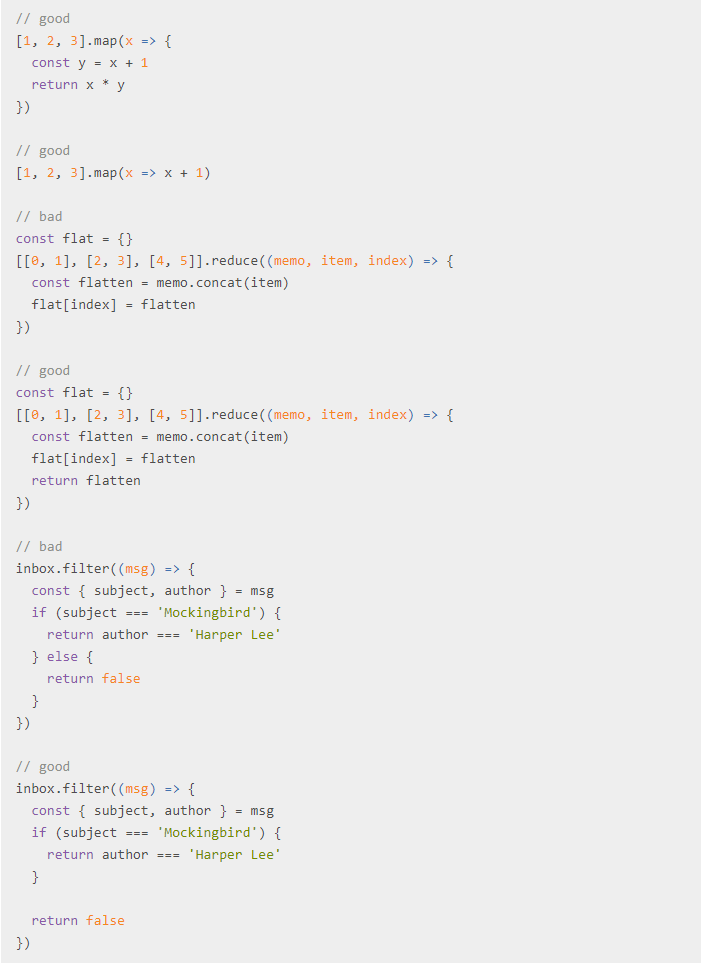 // good
[1, 2, 3].map(x => {
  const y = x + 1
  return x * y
})

// good
[1, 2, 3].map(x => x + 1)

// bad
const flat = {}
[[0, 1], [2, 3], [4, 5]].reduce((memo, item, index) => {
  const flatten = memo.concat(item)
  flat[index] = flatten
})

// good
const flat = {}
[[0, 1], [2, 3], [4, 5]].reduce((memo, item, index) => {
  const flatten = memo.concat(item)
  flat[index] = flatten
  return flatten
})

// bad
inbox.filter((msg) => {
  const { subject, author } = msg
  if (subject === 'Mockingbird') {
    return author === 'Harper Lee'
  } else {
    return false
  }
})

// good
inbox.filter((msg) => {
  const { subject, author } = msg
  if (subject === 'Mockingbird') {
    return author === 'Harper Lee'
  }

  return false
})